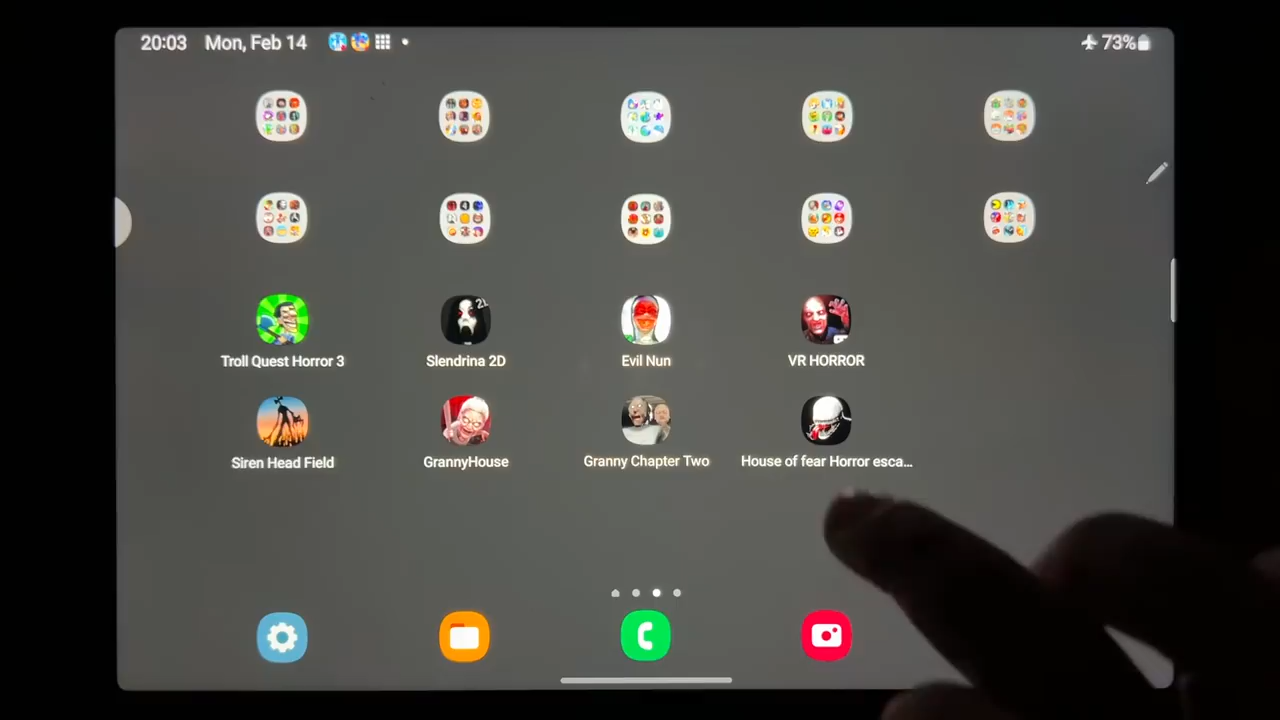 20:03 Mon, Feb 14 73%
Troll Quest Horror 3 Slendrina 2D Evil Nun VR HORROR
Siren Head Field GrannyHouse Granny Chapter Two House of fear Horror esca...